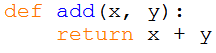 def add(x, y):
    return x + y